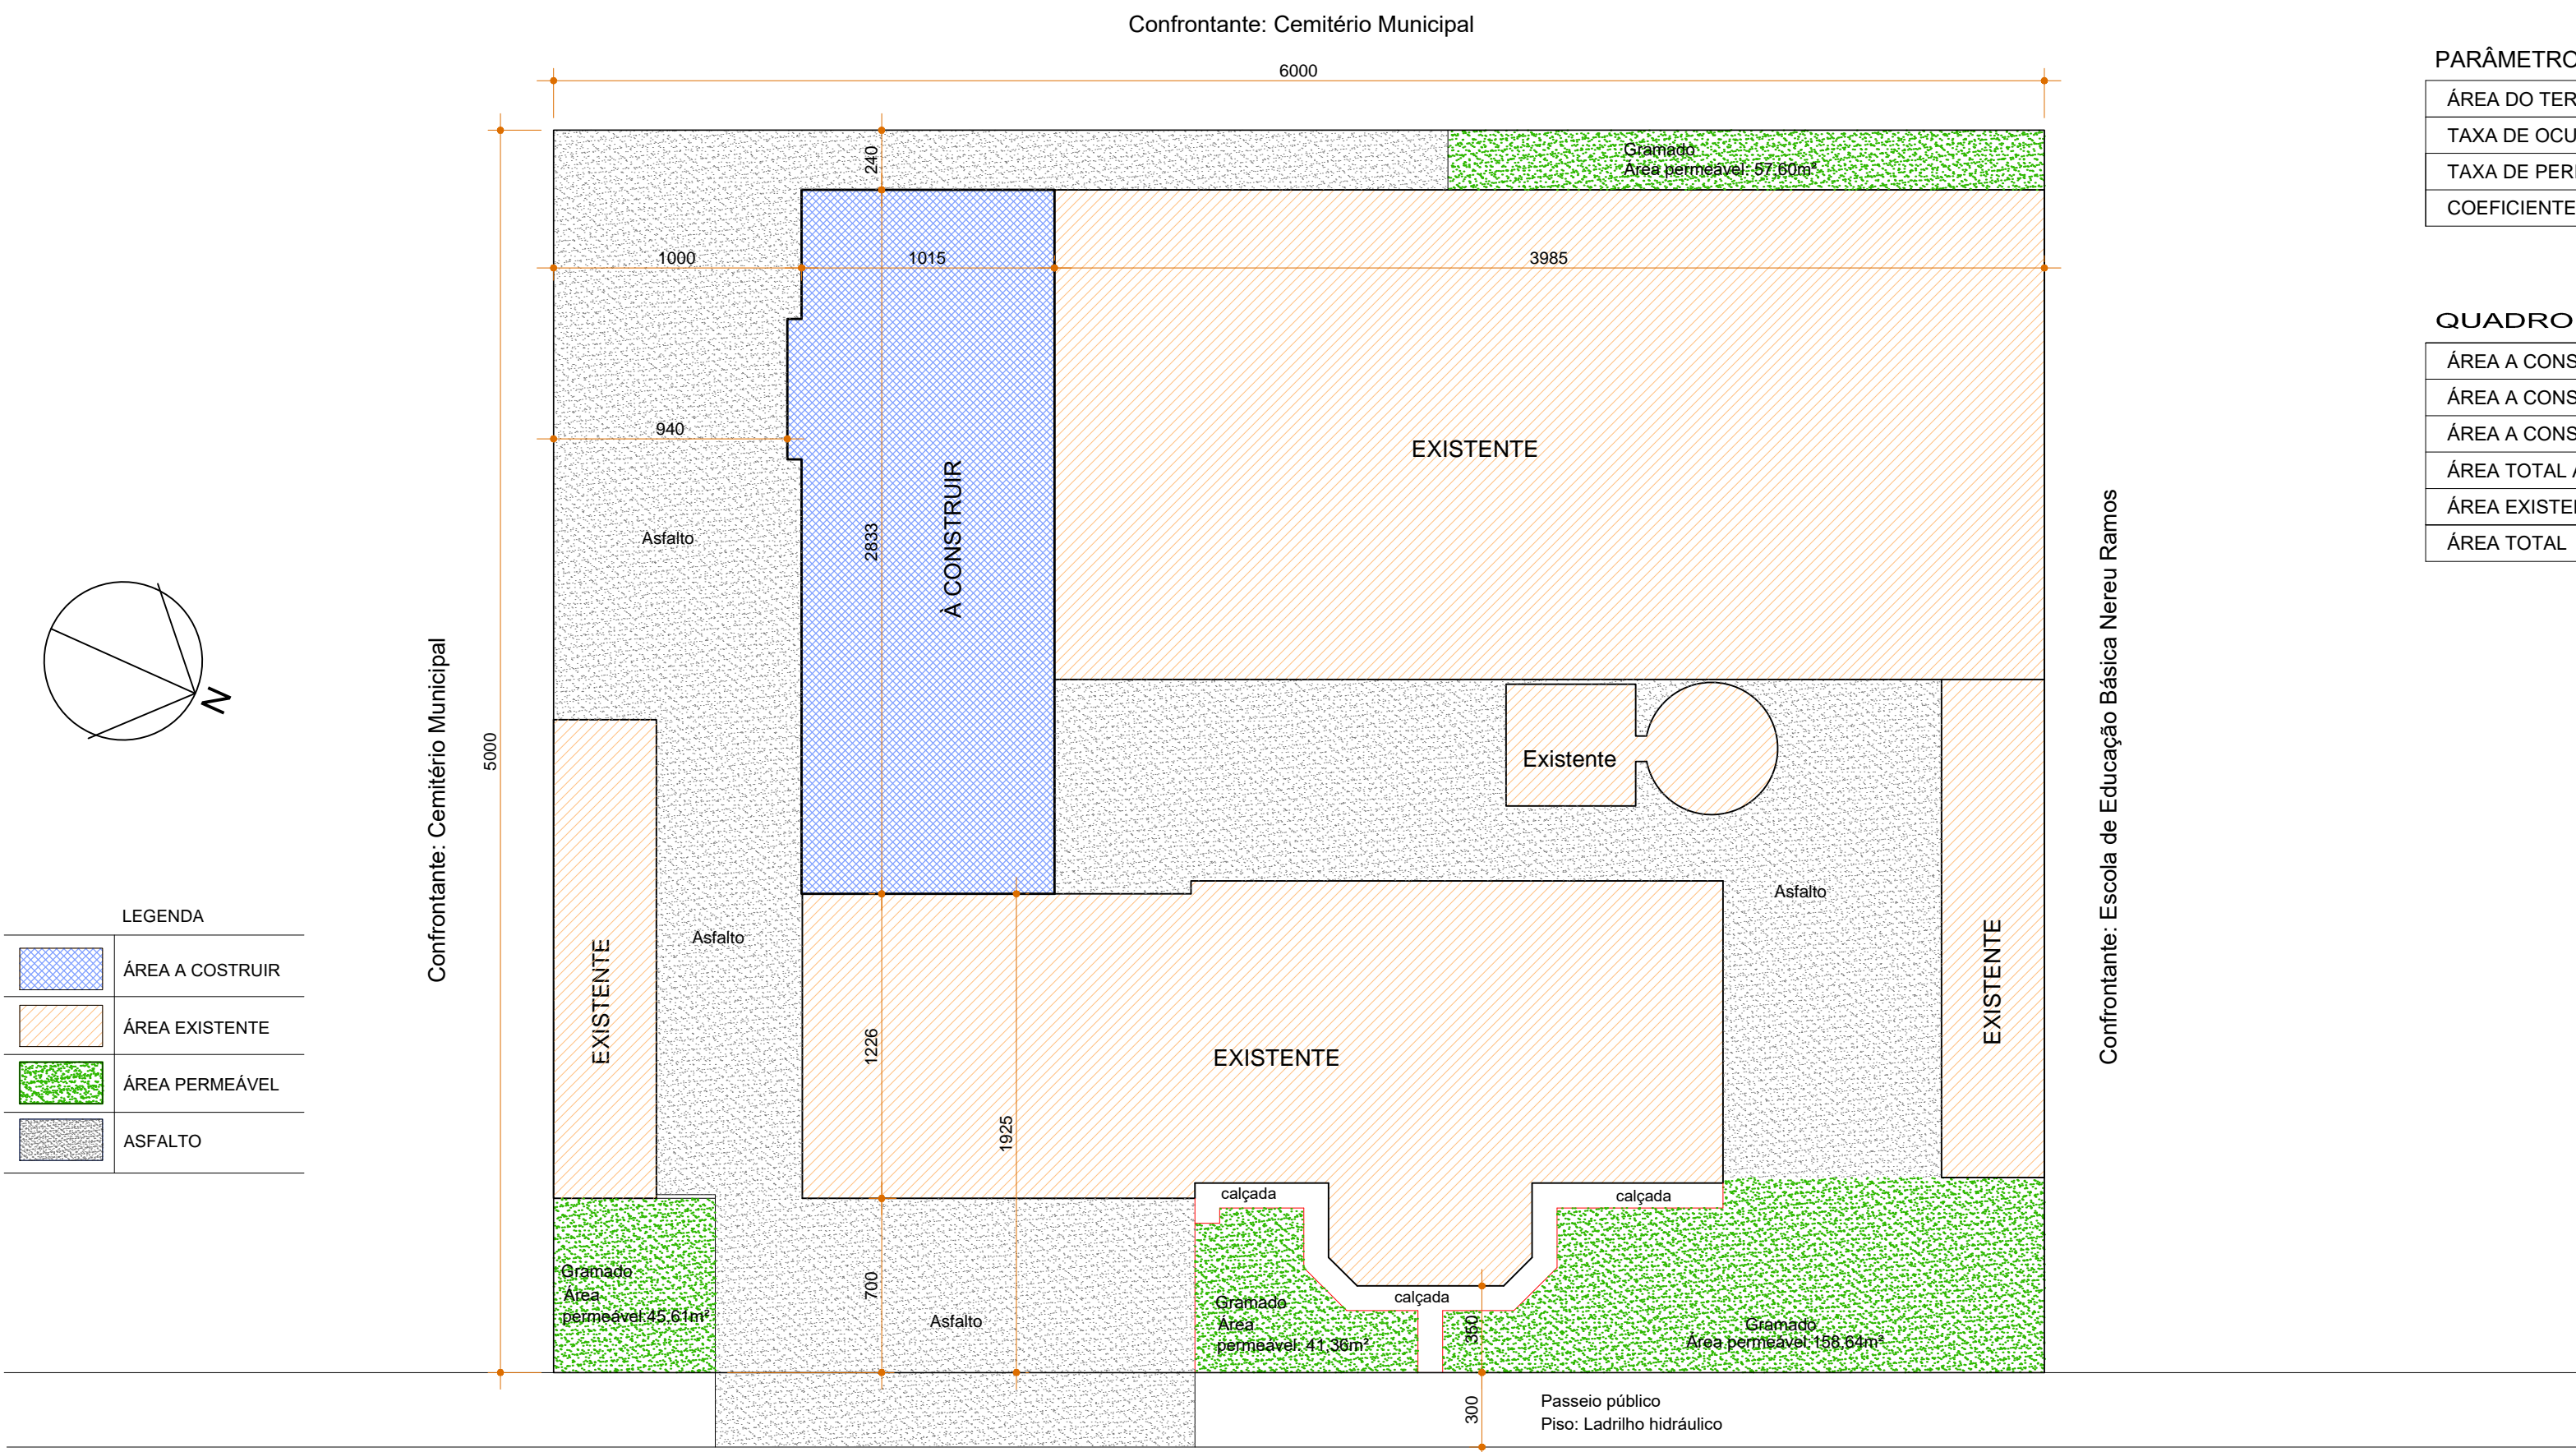 Confrontante: Cemitério Municipal
6000
PARÂMETRO
ÁREA DO TER
TAXA DE OCU
TAXA DE PER
COEFICIENTE
240
Gramado
Área permeável: 57,60m²
1000
1015
3985
QUADRO
ÁREA A CONS
ÁREA A CONS
ÁREA A CONS
ÁREA TOTAL A
ÁREA EXISTE
ÁREA TOTAL
940
EXISTENTE
Asfalto
2833
À CONSTRUIR
Confrontante: Escola de Educação Básica Nereu Ramos
N
Confrontante: Cemitério Municipal
5000
Existente
Asfalto
Asfalto
EXISTENTE
EXISTENTE
EXISTENTE
1226
1925
LEGENDA
ÁREA A COSTRUIR
ÁREA EXISTENTE
ÁREA PERMEÁVEL
ASFALTO
calçada
calçada
Gramado
Área
permeável:45,61m²
700
Asfalto
Gramado
Área
permeável: 41,36m²
calçada
350
Gramado
Área permeável:158,64m²
300
Passeio público
Piso: Ladrilho hidráulico